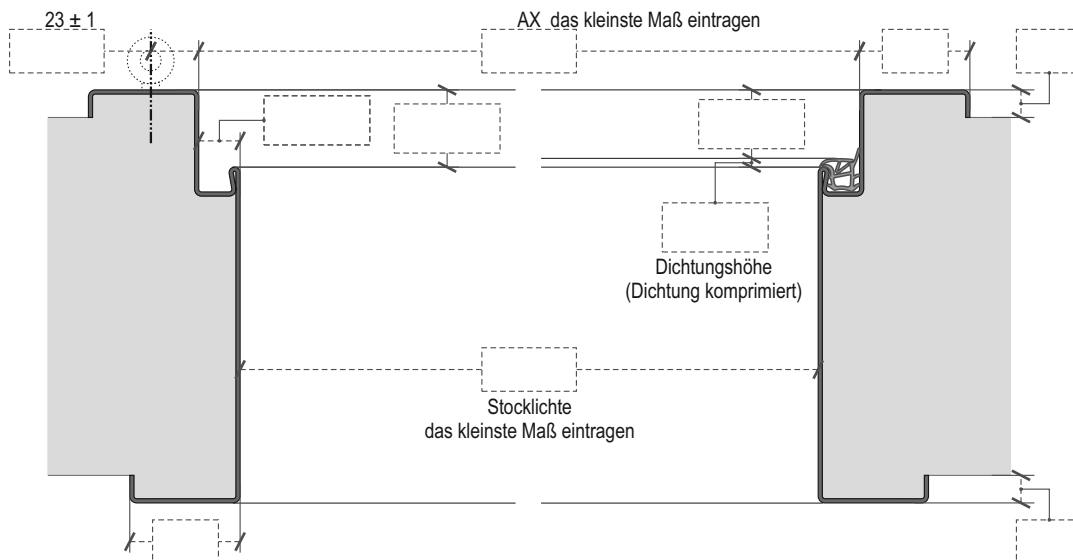 23 ± 1
AX das kleinste Maß eintragen
Dichtungshöhe
(Dichtung komprimiert)
Stocklichte
das kleinste Maß eintragen